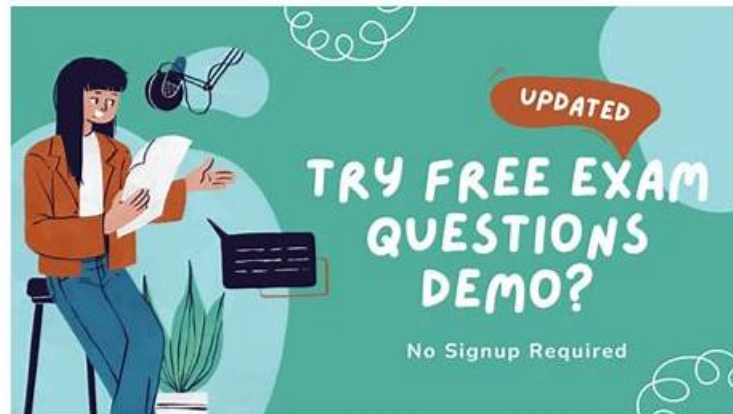 UPDATED
TRY FREE EXAM
QUESTIONS
DEMO?
No Signup Required